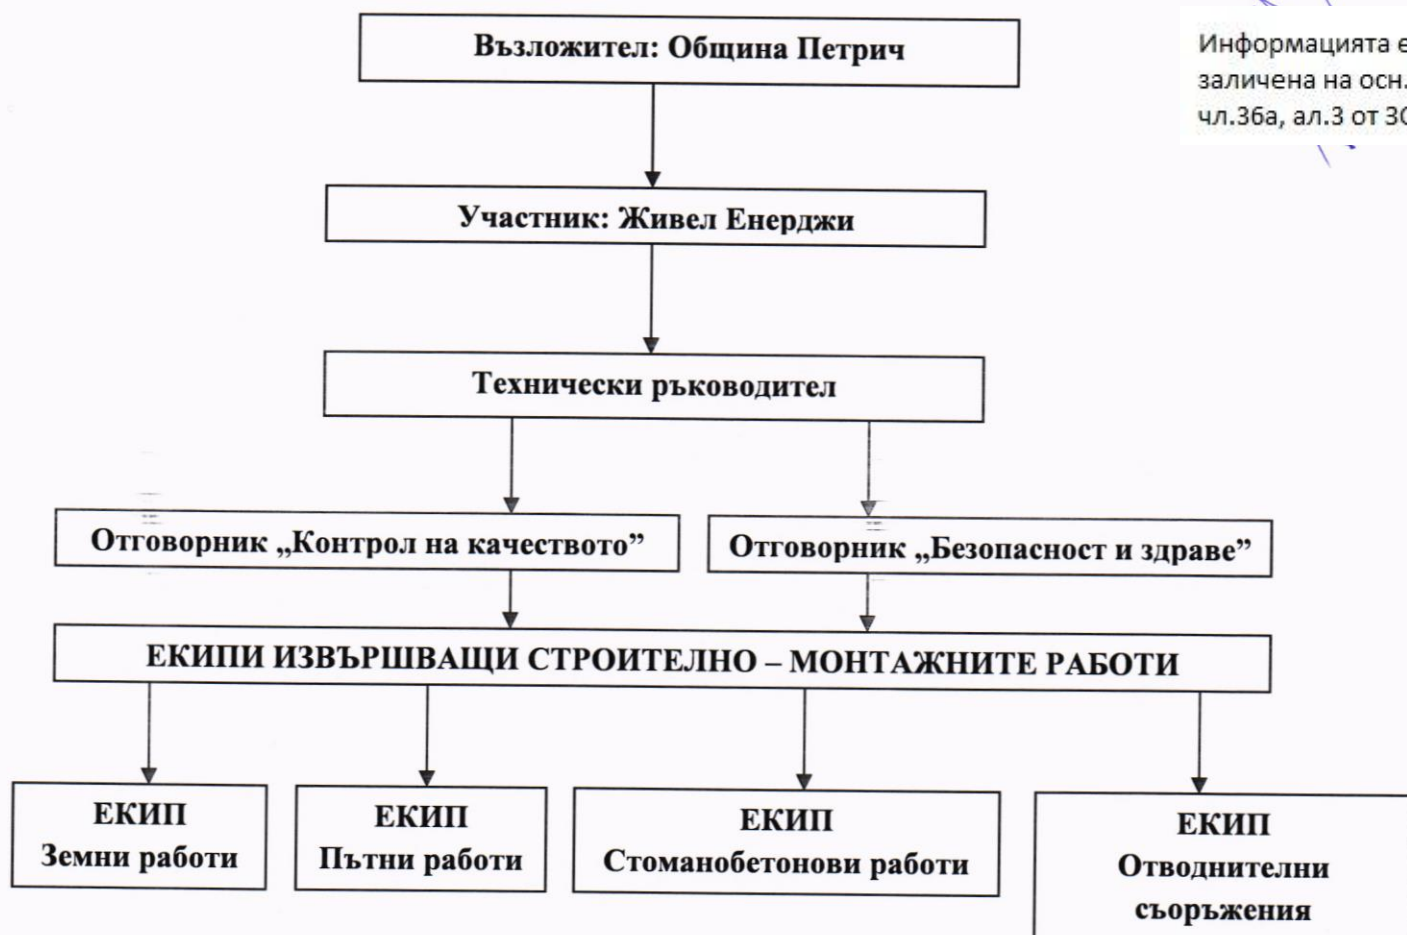 Възложител: Община Петрич
Информацията е
заличена на осн.
чл.36а, ал.3 от
Участник: Живел Енерджи
Технически ръководител
Отговорник „Контрол на качеството”
Отговорник „Безопасност и здраве”
ЕКИПИ ИЗВЪРШВАЩИ СТРОИТЕЛНО – МОНТАЖНИТЕ РАБОТИ
ЕКИП
Земни работи
ЕКИП
Пътни работи
ЕКИП
Стоманобетонови работи
ЕКИП
Отводнителни
съоръжения